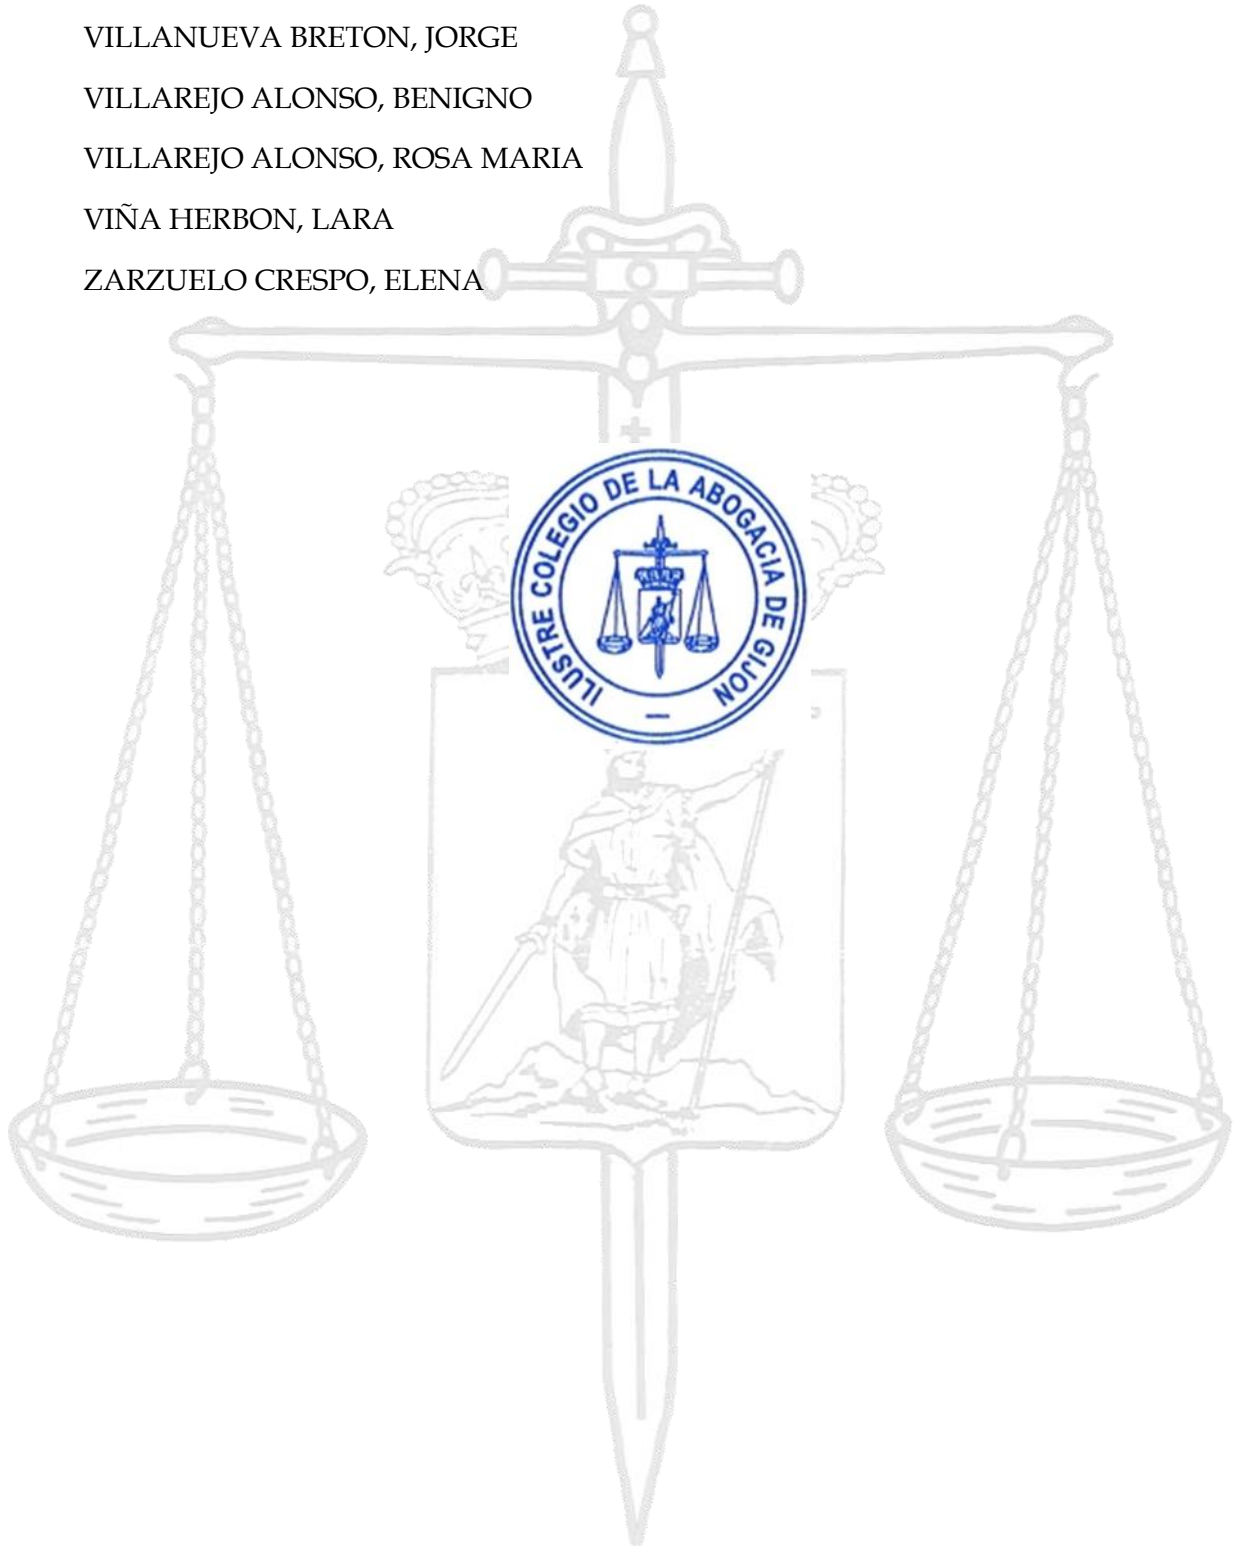 VILLANUEVA BRETON, JORGE
VILLAREJO ALONSO, BENIGNO
VILLAREJO ALONSO, ROSA MARIA
VIÑA HERBON, LARA
ZARZUELO CRESPO, ELENA
ILUSTRE COLEGIO DE LA ABOGACIA DE GIJON